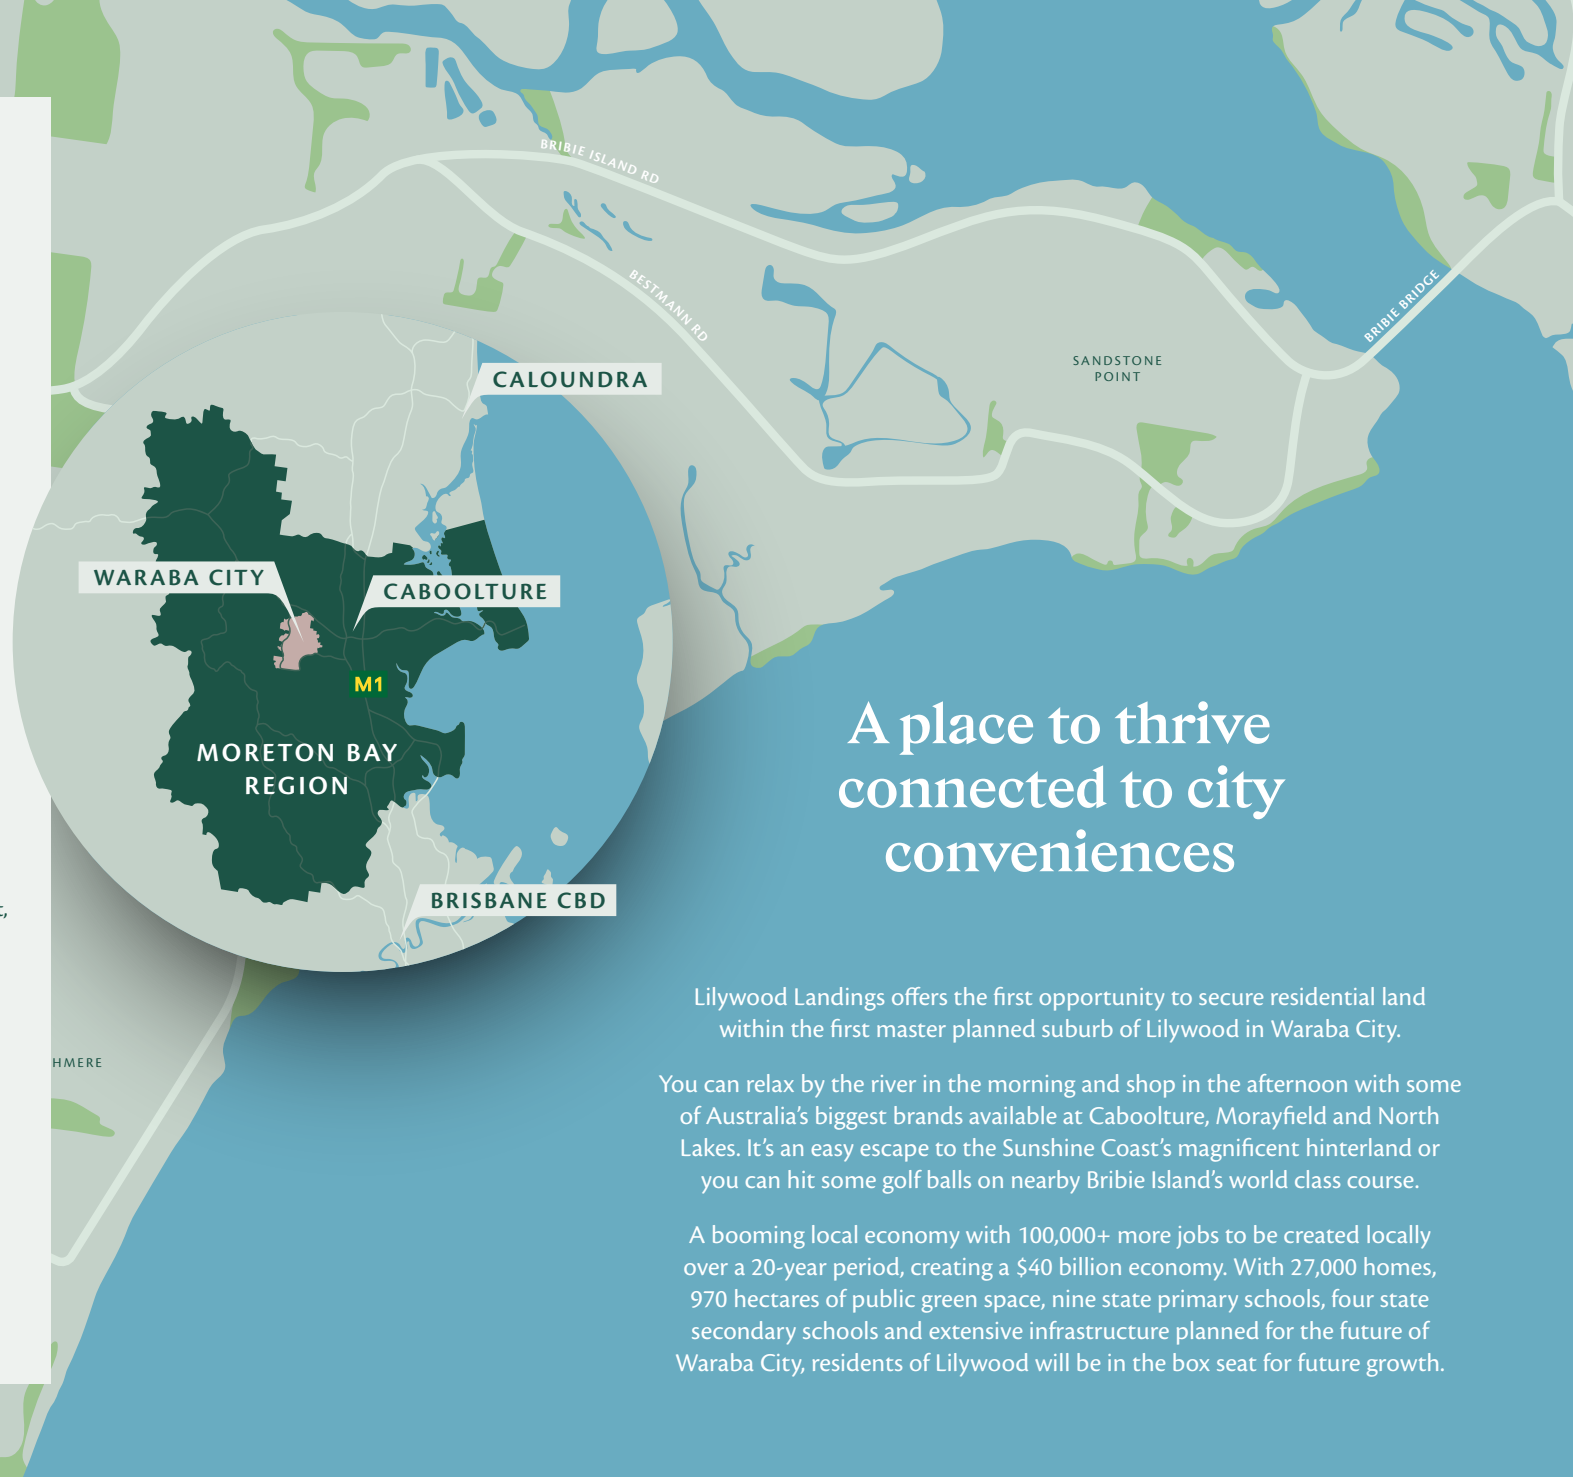 BRIBIE ISLAND RD
BESTMANN RD
BRIBIE BRIDGE
SANDSTONE
POINT
CALOUNDRA
WARABA CITY
CABOOLTURE
M1
MORETON BAY
REGION
BRISBANE CBD
HMERE
A place to thrive
connected to city
conveniences
Lilywood Landings offers the first opportunity to secure residential land
within the first master planned suburb of Lilywood in Waraba City.
You can relax by the river in the morning and shop in the afternoon with some
of Australia’s biggest brands available at Caboolture, Morayfield and North
Lakes. It’s an easy escape to the Sunshine Coast’s magnificent hinterland or
you can hit some golf balls on nearby Bribie Island’s world class course.
A booming local economy with 100,000+ more jobs to be created locally
over a 20-year period, creating a $40 billion economy. With 27,000 homes,
970 hectares of public green space, nine state primary schools, four state
secondary schools and extensive infrastructure planned for the future of
Waraba City, residents of Lilywood will be in the box seat for future growth.